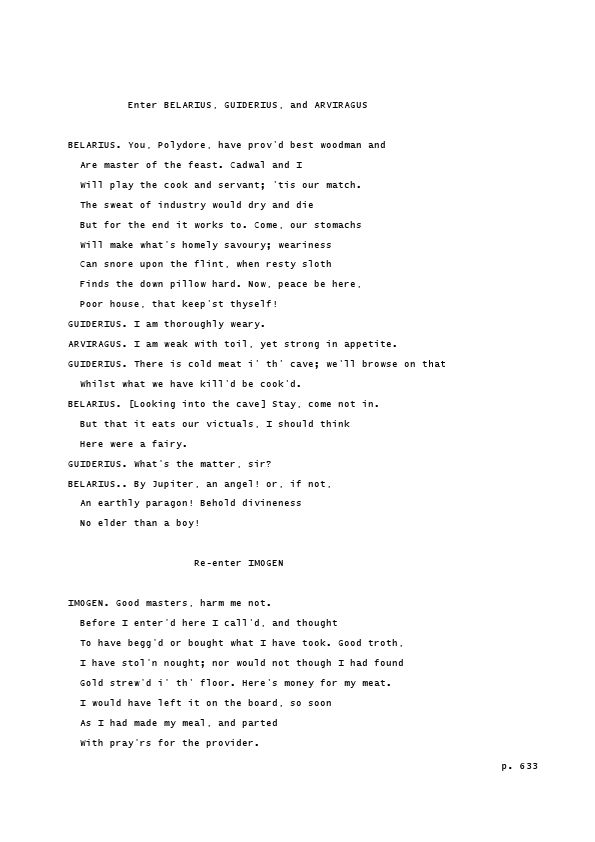 Enter BELARIUS, GUIDERIUS, and ARVIRAGUS
BELARIUS. You, Polydore, have prov'd best woodman and
Are master of the feast. Cadwal and I
Will play the cook and servant; 'tis our match.
The sweat of industry would dry and die
But for the end it works to. Come, our stomachs
Will make what's homely savoury; weariness
Can snore upon the flint, when resty sloth
Finds the down pillow hard. Now, peace be here,
Poor house, that keep'st thyself!
GUIDERIUS. I am thoroughly weary.
ARVIRAGUS. I am weak with toil, yet strong in appetite.
GUIDERIUS. There is cold meat i' th' cave; we'll browse on that
Whilst what we have kill'd be cook'd.
BELARIUS. [Looking into the cave] Stay, come not in.
But that it eats our victuals, I should think
Here were a fairy.
GUIDERIUS. What's the matter, sir?
BELARIUS.. By Jupiter, an angel! or, if not,
An earthly paragon! Behold divineness
No elder than a boy!
Re-enter IMOGEN
IMOGEN. Good masters, harm me not.
Before I enter'd here I call'd, and thought
To have begg'd or bought what I have took. Good troth,
I have stol'n nought; nor would not though I had found
Gold strew'd i' th' floor. Here's money for my meat.
I would have left it on the board, so soon
As I had made my meal, and parted
With pray'rs for the provider.
p. 633